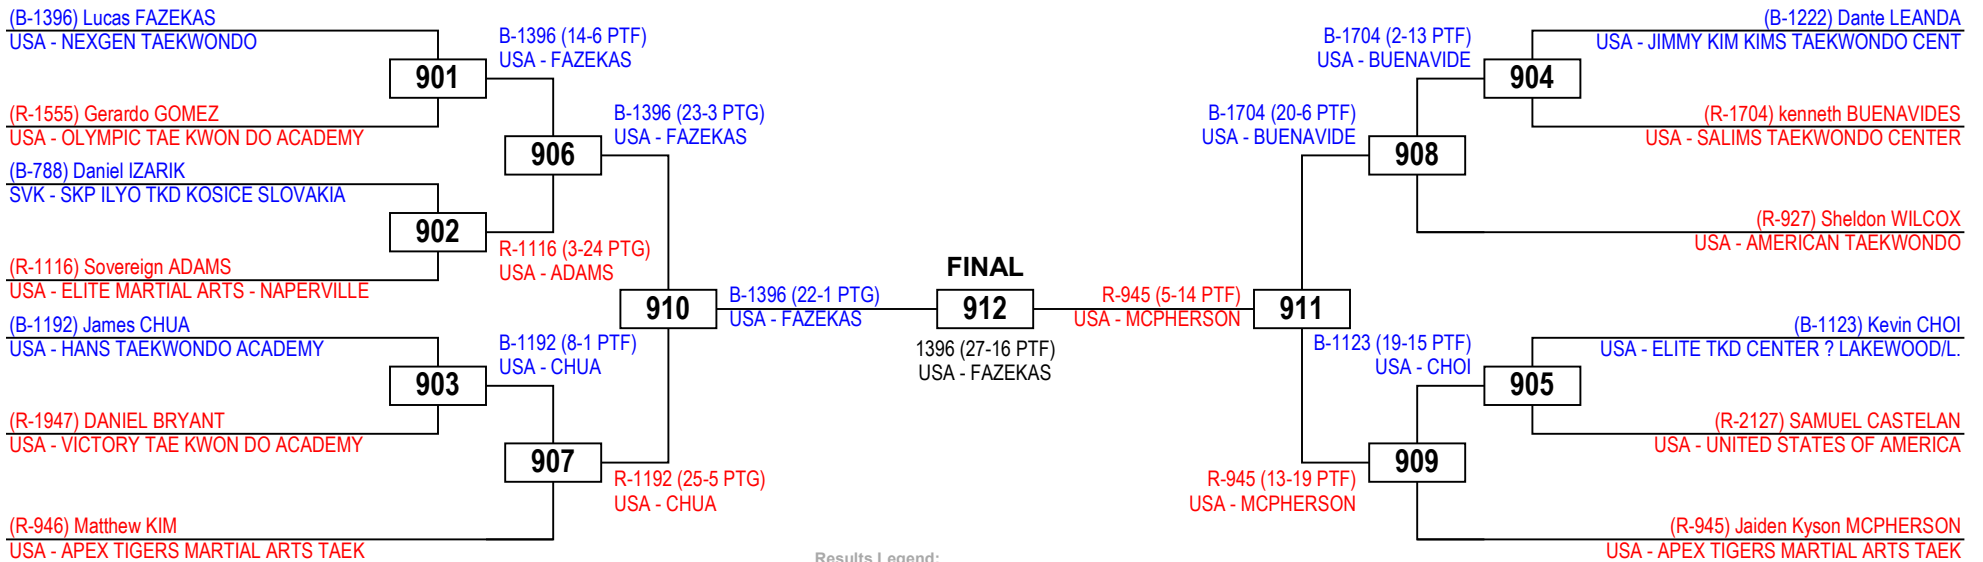 (B-1396) Lucas FAZEKAS
USA - NEXGEN TAEKWONDO
901
(R-1555) Gerardo GOMEZ
USA - OLYMPIC TAE KWON DO ACADEMY
B-1396 (14-6 PTF)
USA - FAZEKAS
906
(B-788) Daniel IZARIK
SVK - SKP ILYO TKD KOSICE SLOVAKIA
902
(R-1116) Sovereign ADAMS
USA - ELITE MARTIAL ARTS - NAPERVILLE
R-1116 (3-24 PTG)
USA - ADAMS
B-1396 (23-3 PTG)
USA - FAZEKAS
910
(B-1192) James CHUA
USA - HANS TAEKWONDO ACADEMY
903
(R-1947) DANIEL BRYANT
USA - VICTORY TAE KWON DO ACADEMY
B-1192 (8-1 PTF)
USA - CHUA
907
(R-946) Matthew KIM
USA - APEX TIGERS MARTIAL ARTS TAEK
R-1192 (25-5 PTG)
USA - CHUA
B-1396 (22-1 PTG)
USA - FAZEKAS
FINAL
912
1396 (27-16 PTF)
USA - FAZEKAS
R-945 (5-14 PTF)
USA - MCPHERSON
911
B-1704 (20-6 PTF)
USA - BUENAVIDE
908
B-1704 (2-13 PTF)
USA - BUENAVIDE
904
(B-1222) Dante LEANDA
USA - JIMMY KIM KIMS TAEKWONDO CENT
(R-1704) kenneth BUENAVIDES
USA - SALIMS TAEKWONDO CENTER
(R-927) Sheldon WILCOX
USA - AMERICAN TAEKWONDO
B-1123 (19-15 PTF)
USA - CHOI
905
(B-1123) Kevin CHOI
USA - ELITE TKD CENTER ? LAKEWOOD/L.
(R-2127) SAMUEL CASTELAN
USA - UNITED STATES OF AMERICA
909
R-945 (13-19 PTF)
USA - MCPHERSON
(R-945) Jaiden Kyson MCPHERSON
USA - APEX TIGERS MARTIAL ARTS TAEK
Results Legend: